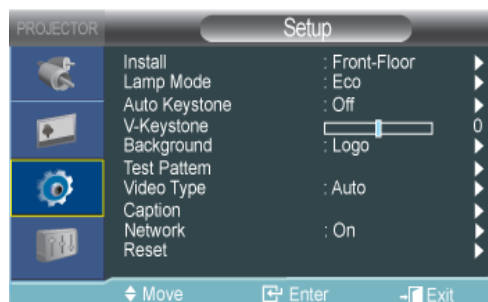 PROJECTOR Setup
Install : Front-Floor
Lamp Mode : Eco
Auto Keystone : Off
V-Keystone 0
Background : Logo
Test Pattem
Video Type : Auto
Caption
Network : On
Reset
Move Enter Exit